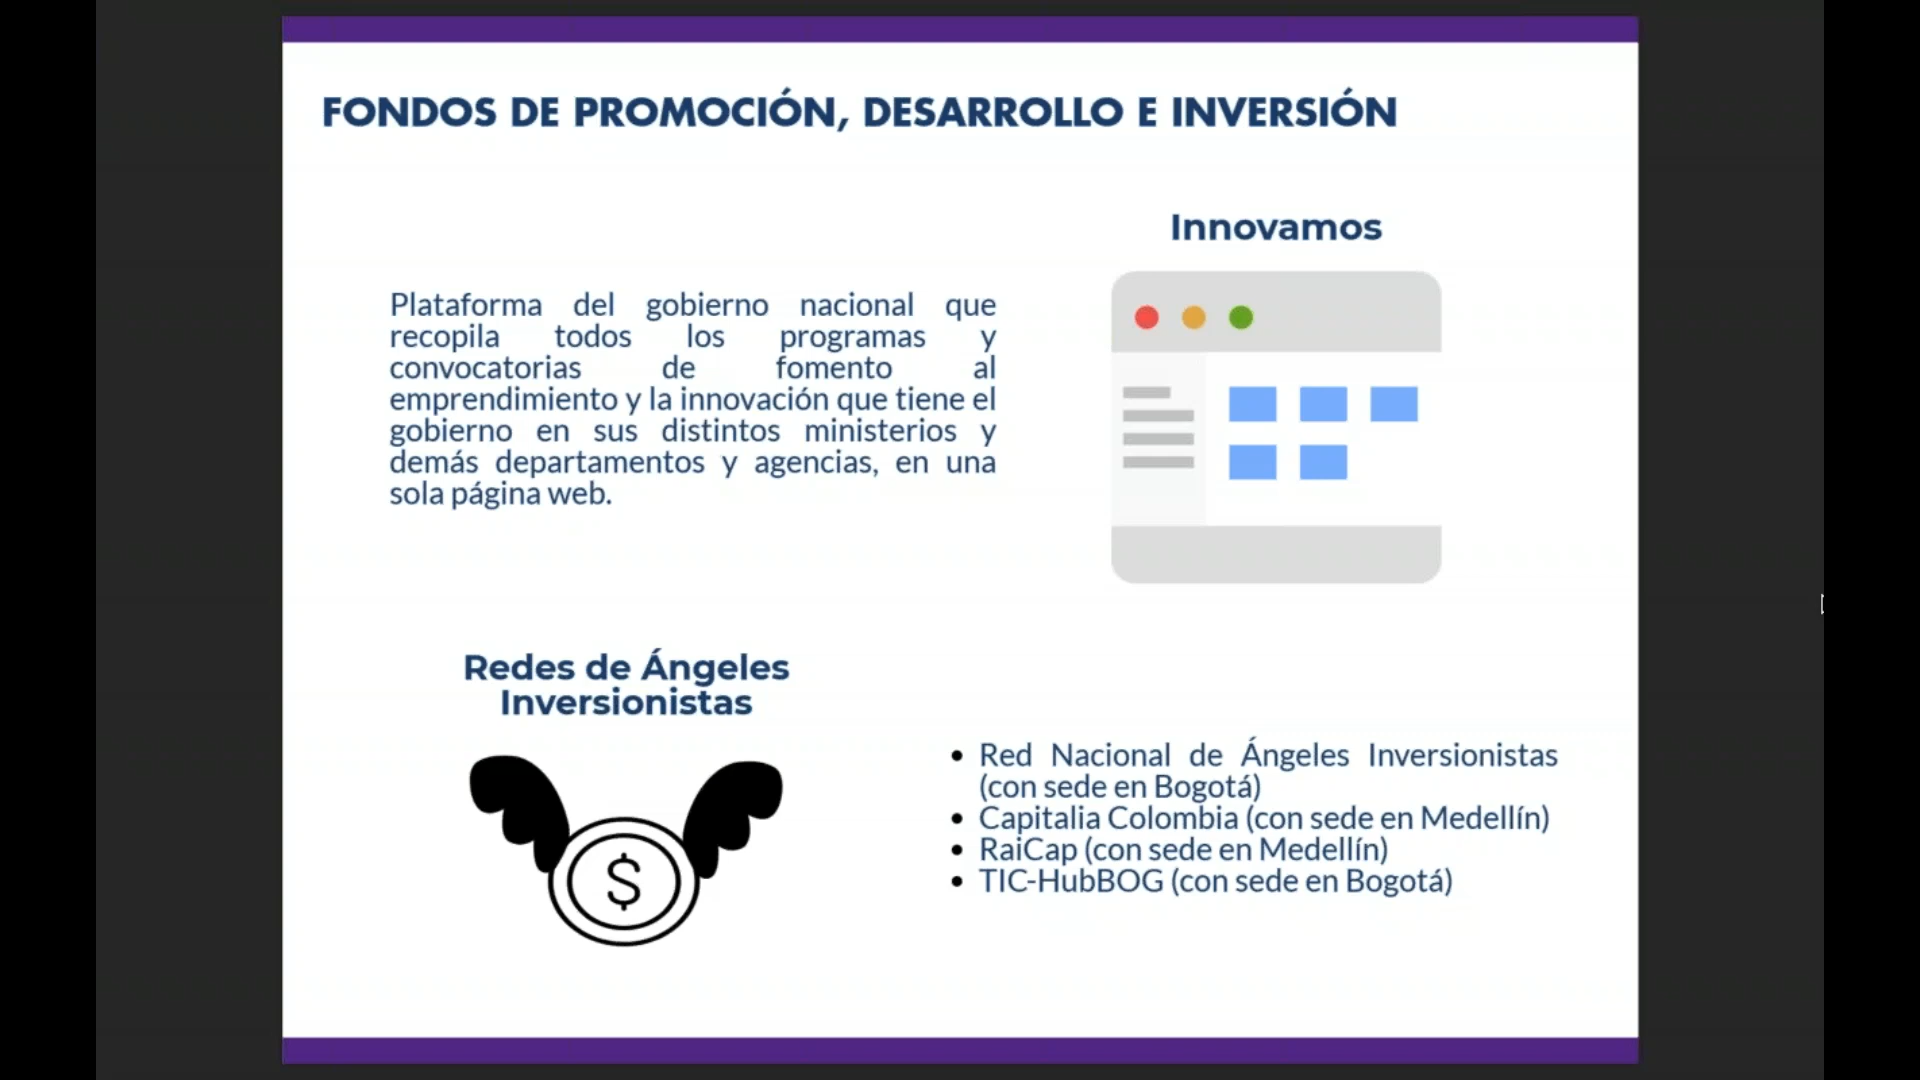 FONDOS DE PROMOCIÓN, DESARROLLO E INVERSIÓN
Innovamos
Plataforma del gobierno nacional que
recopila todos los programas y
convocatorias de fomento al
emprendimiento y la innovación que tiene el
gobierno en sus distintos ministerios y
demás departamentos y agencias, en una
sola página web.
Redes de Ángeles
Inversionistas
$
• Red Nacional de Ángeles Inversionistas
(con sede en Bogotá)
• Capitalia Colombia (con sede en Medellín)
• RaiCap (con sede en Medellín)
• TIC-HubBOG (con sede en Bogotá)